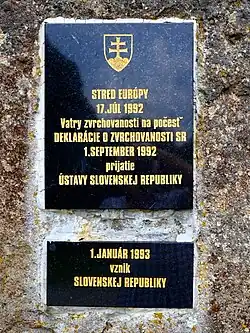 STRED EURÓPY
17.JÚL 1992
Vatry zvrchovanosti na počesť
DEKLARÁCIE O ZVRCHOVANOSTI SR
1.SEPTEMBER 1992
prijatie
ÚSTAVY SLOVENSKEJ REPUBLIKY
1.JANUÁR 1993
vznik
SLOVENSKEJ REPUBLIKY